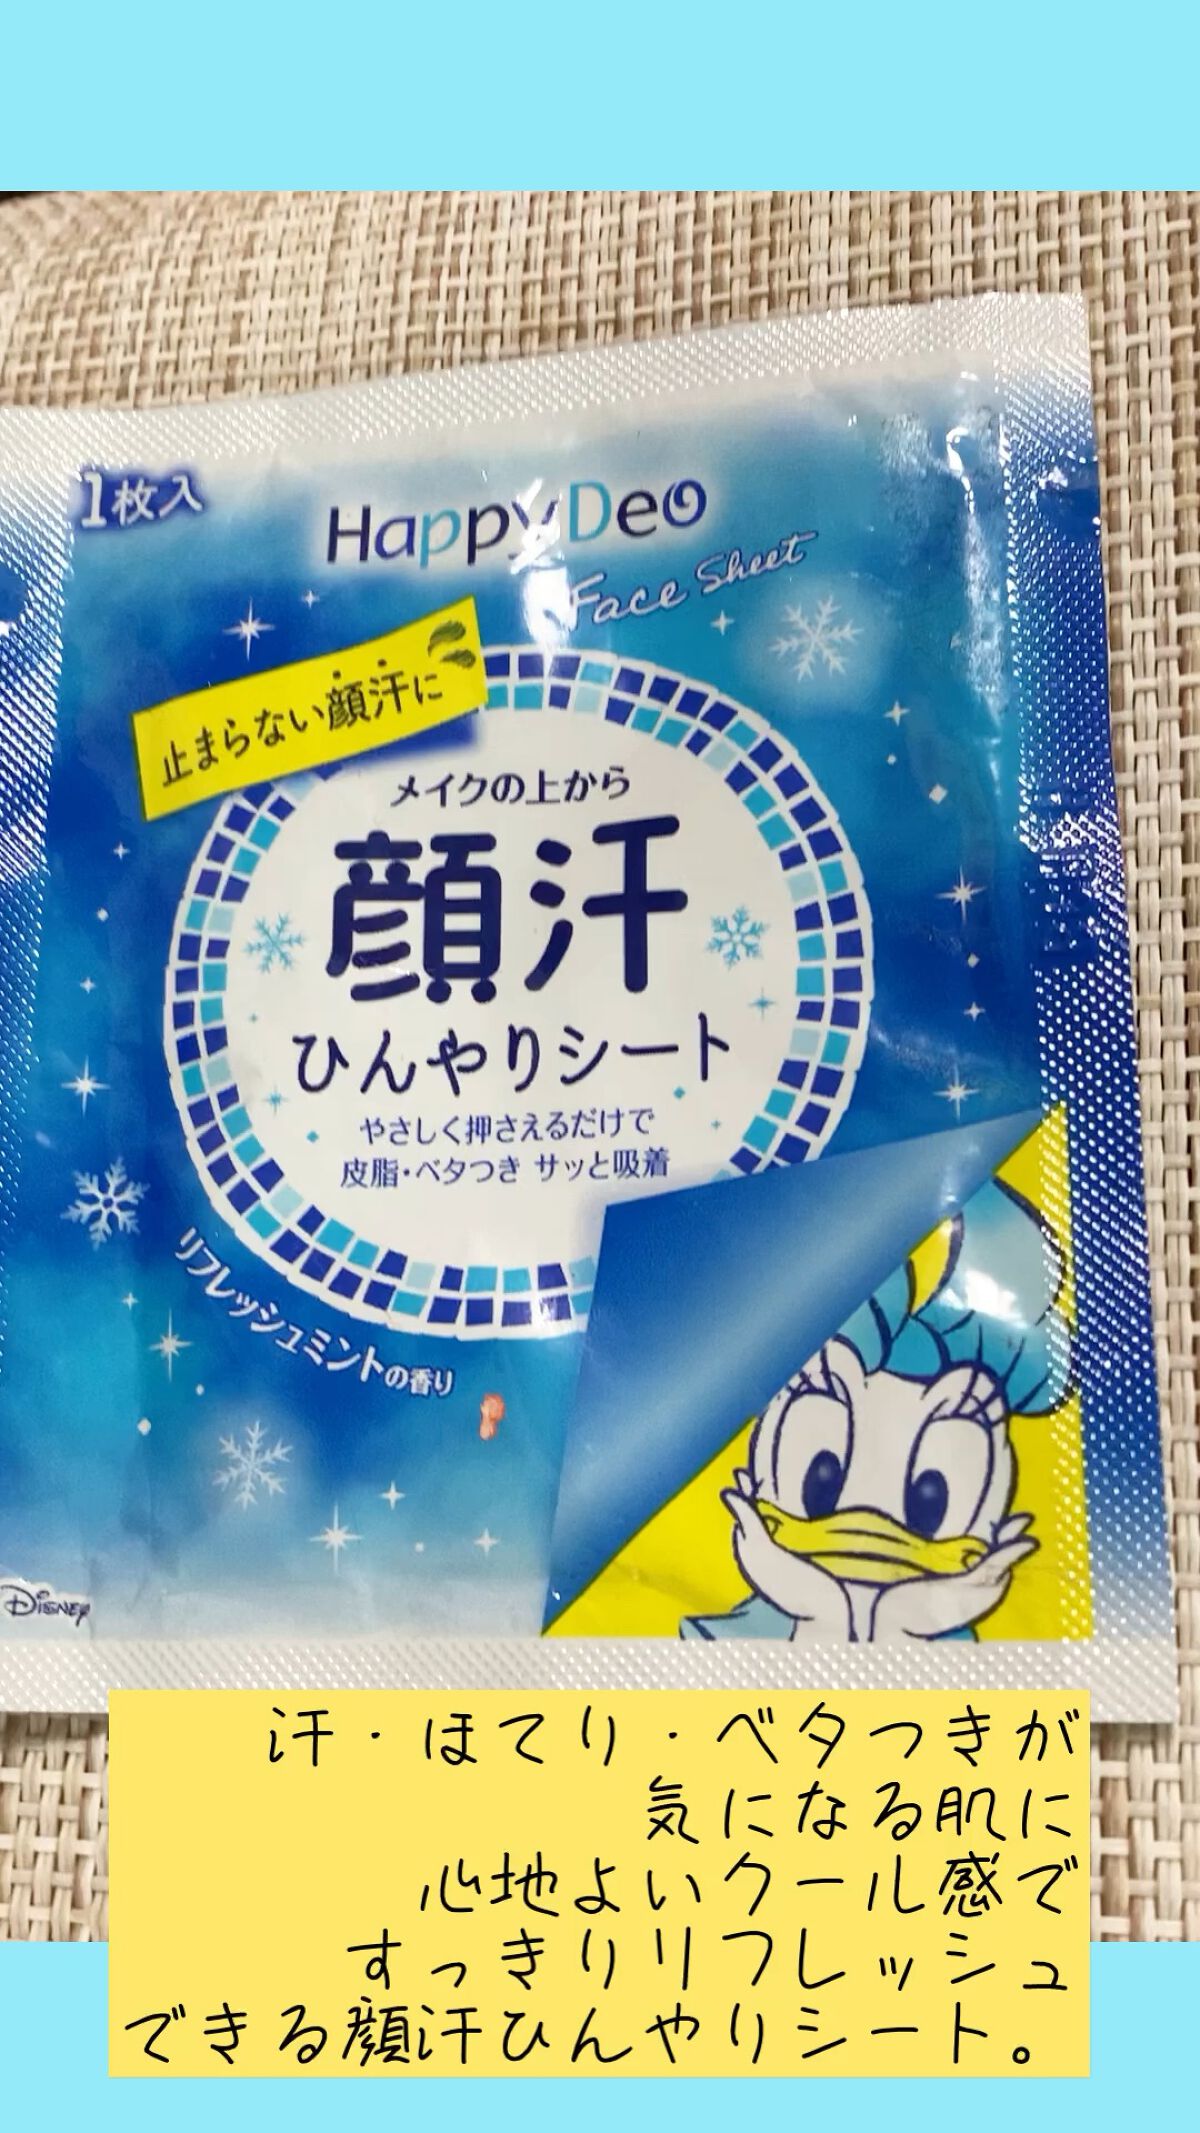 1枚入
HappyDeo
Face Sheet
止まらない顔汗に
メイクの上から
顔汗
ひんやりシート
やさしく押さえるだけで
皮脂・ベタつき サッと吸着
リフレッシュミントの香り
Disney
汗・ほてり・ベタつきが
気になる肌に
心地よいクール感で
すっきりリフレッシュ
できる顔汗ひんやりシート。